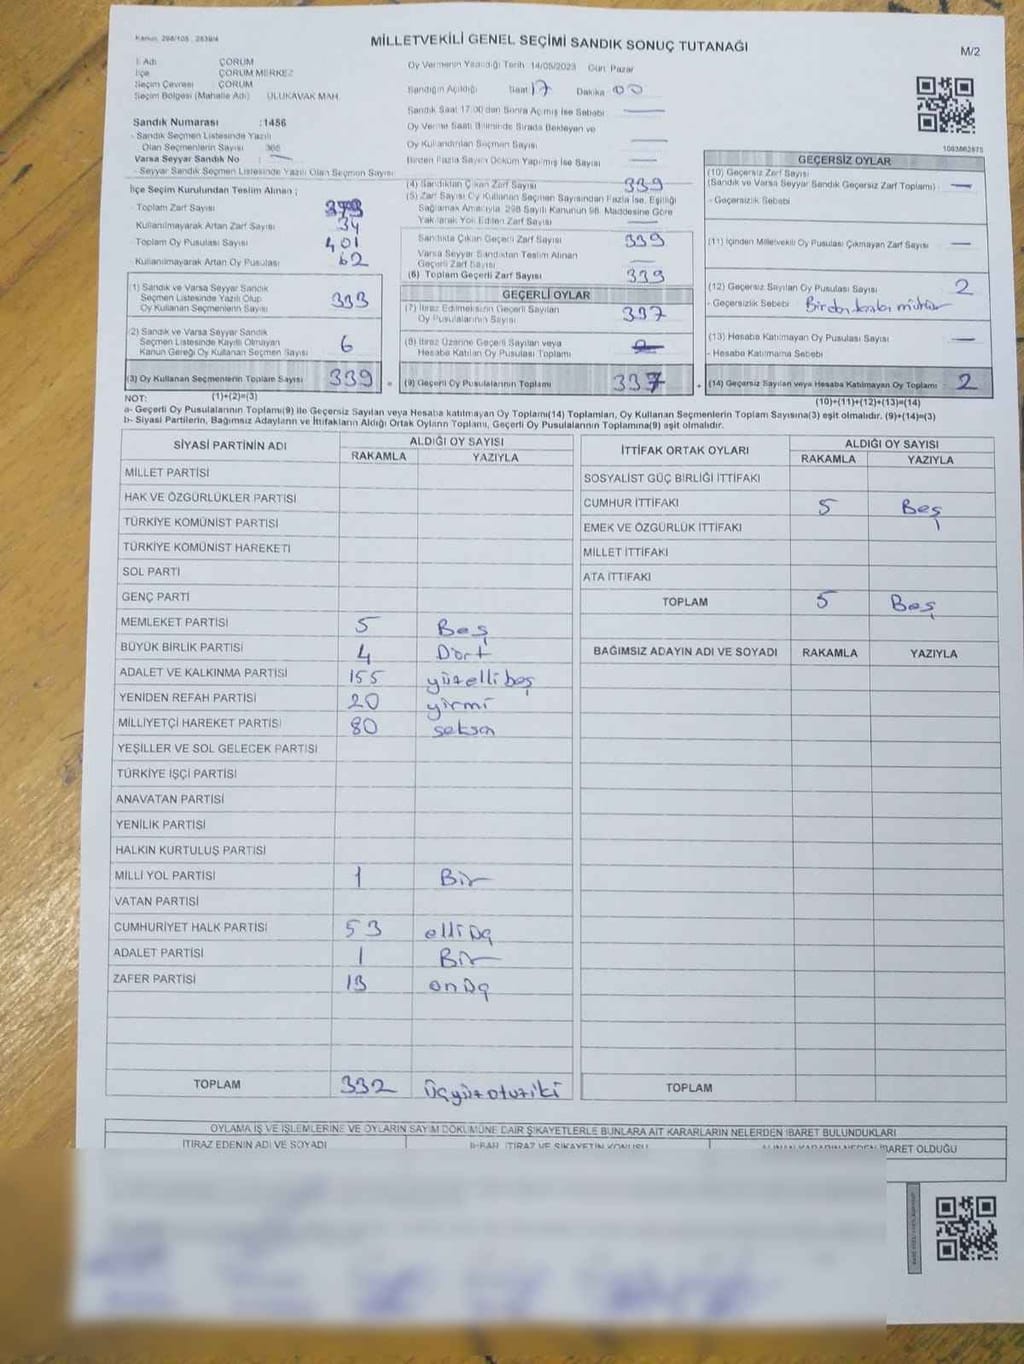 MİLLETVEKİLİ GENEL SEÇİMİ SANDIK SONUÇ TUTANAĞI
M/2
İl Adı ÇORUM
İlçe ÇORUM MERKEZ
Seçim Çevresi ÇORUM
Seçim Bölgesi (Mahalle Adı) ULUKAVAK MAH.
Sandık Numarası :1456
- Sandık Seçmen Listesinde Yazılı
Olan Seçmenlerin Sayısı
Varsa Seyyar Sandık No :
- Seyyar Sandık Seçmen Listesinde Yazılı Olan Seçmen Sayısı
İlçe Seçim Kurulundan Teslim Alınan ;
- Toplam Zarf Sayısı
Kullanılmayarak Artan Zarf Sayısı 34
Toplam Oy Pusulası Sayısı 401
Kullanılmayarak Artan Oy Pusulası 62
(1) Sandık ve Varsa Seyyar Sandık
Seçmen Listesinde Yazılı Olup
Oy Kullanan Seçmenlerin Sayısı 333
(2) Sandık ve Varsa Seyyar Sandık
Seçmen Listesinde Kayıtlı Olmayan
Kanun Gereği Oy Kullanan Seçmen Sayısı 6
(3) Oy Kullanan Seçmenlerin Toplam Sayısı 339
(1)+(2)=(3)
Oy Vermenin Yapıldığı Tarih 14/05/2023 Gün Pazar
Sandığın Açıldığı Saat 17 Dakika 00
Sandık Saat 17:00'dan Sonra Açılmış İse Sebebi
Oy Verme Saati Bitiminde Sırada Bekleyen ve
Oy Kullandırılan Seçmen Sayısı
Birden Fazla Sayım Döküm Yapılmış İse Sayısı
(4) Sandıktan Çıkan Zarf Sayısı 339
(5) Zarf Sayısı Oy Kullanan Seçmen Sayısından Fazla İse, Eşitliği
Sağlamak Amacıyla 298 Sayılı Kanunun 98. Maddesine Göre
Yakılarak Yok Edilen Zarf Sayısı
Sandıkta Çıkan Geçerli Zarf Sayısı 339
Varsa Seyyar Sandıktan Teslim Alınan
Geçerli Zarf Sayısı
(6) Toplam Geçerli Zarf Sayısı 339
GEÇERLİ OYLAR
(7) İtiraz Edilmeksizin Geçerli Sayılan
Oy Pusulalarının Sayısı 337
(8) İtiraz Üzerine Geçerli Sayılan veya
Hesaba Katılan Oy Pusulası Toplamı
(9) Geçerli Oy Pusulalarının Toplamı 337
1083862875
GEÇERSİZ OYLAR
(10) Geçersiz Zarf Sayısı
(Sandık ve Varsa Seyyar Sandık Geçersiz Zarf Toplamı) : —
- Geçersizlik Sebebi
(11) İçinden Milletvekili Oy Pusulası Çıkmayan Zarf Sayısı —
(12) Geçersiz Sayılan Oy Pusulası Sayısı 2
- Geçersizlik Sebebi Birden fazla mühür
(13) Hesaba Katılmayan Oy Pusulası Sayısı —
- Hesaba Katılmama Sebebi
(14) Geçersiz Sayılan veya Hesaba Katılmayan Oy Toplamı : 2
(10)+(11)+(12)+(13)=(14)
NOT:
a- Geçerli Oy Pusulalarının Toplamı(9) ile Geçersiz Sayılan veya Hesaba katılmayan Oy Toplamı(14) Toplamları, Oy Kullanan Seçmenlerin Toplam Sayısına(3) eşit olmalıdır. (9)+(14)=(3)
b- Siyasi Partilerin, Bağımsız Adayların ve İttifakların Aldığı Ortak Oyların Toplamı, Geçerli Oy Pusulalarının Toplamına(9) eşit olmalıdır.
SİYASİ PARTİNİN ADI ALDIĞI OY SAYISI
RAKAMLA YAZIYLA
MİLLET PARTİSİ
HAK VE ÖZGÜRLÜKLER PARTİSİ
TÜRKİYE KOMÜNİST PARTİSİ
TÜRKİYE KOMÜNİST HAREKETİ
SOL PARTİ
GENÇ PARTİ
MEMLEKET PARTİSİ 5 Beş
BÜYÜK BİRLİK PARTİSİ 4 Dört
ADALET VE KALKINMA PARTİSİ 155 yüzellibeş
YENİDEN REFAH PARTİSİ 20 yirmi
MİLLİYETÇİ HAREKET PARTİSİ 80 seksen
YEŞİLLER VE SOL GELECEK PARTİSİ
TÜRKİYE İŞÇİ PARTİSİ
ANAVATAN PARTİSİ
YENİLİK PARTİSİ
HALKIN KURTULUŞ PARTİSİ
MİLLİ YOL PARTİSİ 1 Bir
VATAN PARTİSİ
CUMHURİYET HALK PARTİSİ 53 elliüç
ADALET PARTİSİ 1 Bir
ZAFER PARTİSİ 13 onüç
TOPLAM 332 Üçyüzotuziki
İTTİFAK ORTAK OYLARI ALDIĞI OY SAYISI
RAKAMLA YAZIYLA
SOSYALİST GÜÇ BİRLİĞİ İTTİFAKI
CUMHUR İTTİFAKI 5 Beş
EMEK VE ÖZGÜRLÜK İTTİFAKI
MİLLET İTTİFAKI
ATA İTTİFAKI
TOPLAM 5 Beş
BAĞIMSIZ ADAYIN ADI VE SOYADI RAKAMLA YAZIYLA
TOPLAM
OYLAMA İŞ VE İŞLEMLERİNE VE OYLARIN SAYIM DÖKÜMÜNE DAİR ŞİKAYETLERLE BUNLARA AİT KARARLARIN NELERDEN İBARET BULUNDUKLARI
İTİRAZ EDENİN ADI VE SOYADI
İBARET OLDUĞU